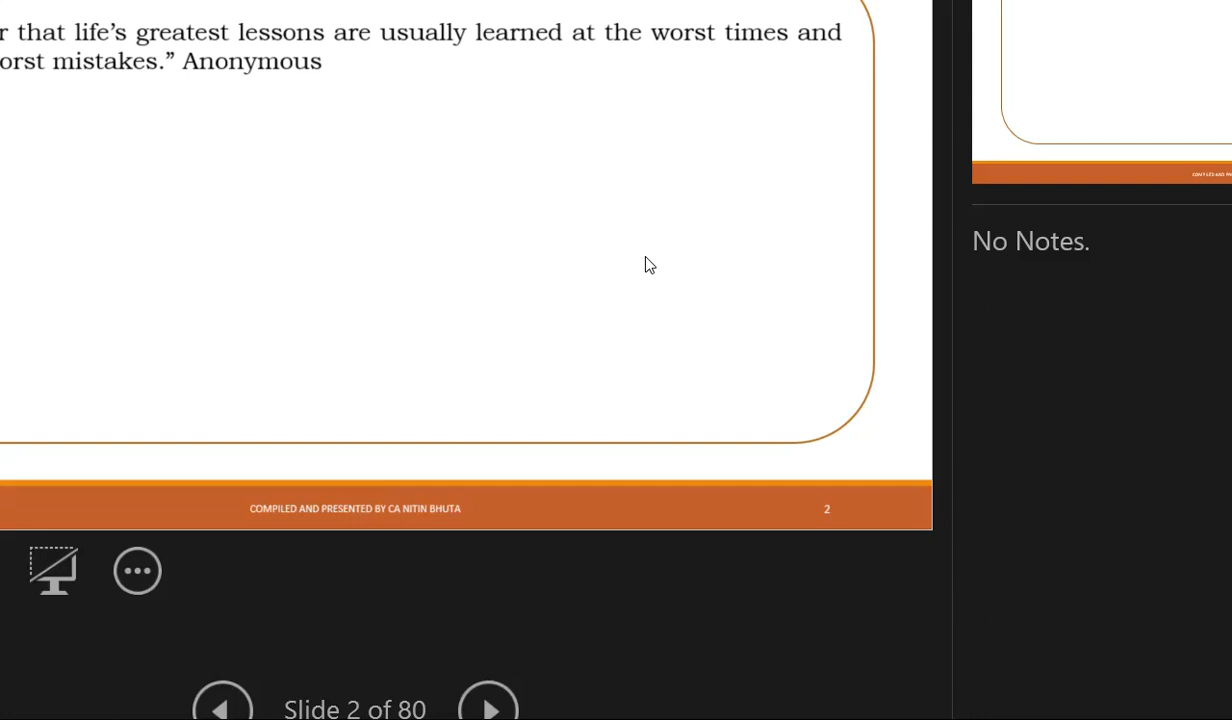 r that life's greatest lessons are usually learned at the worst times and
orst mistakes.” Anonymous
No Notes.
COMPILED AND PRESENTED BY CA NITIN BHUTA
2
Slide 2 of 80